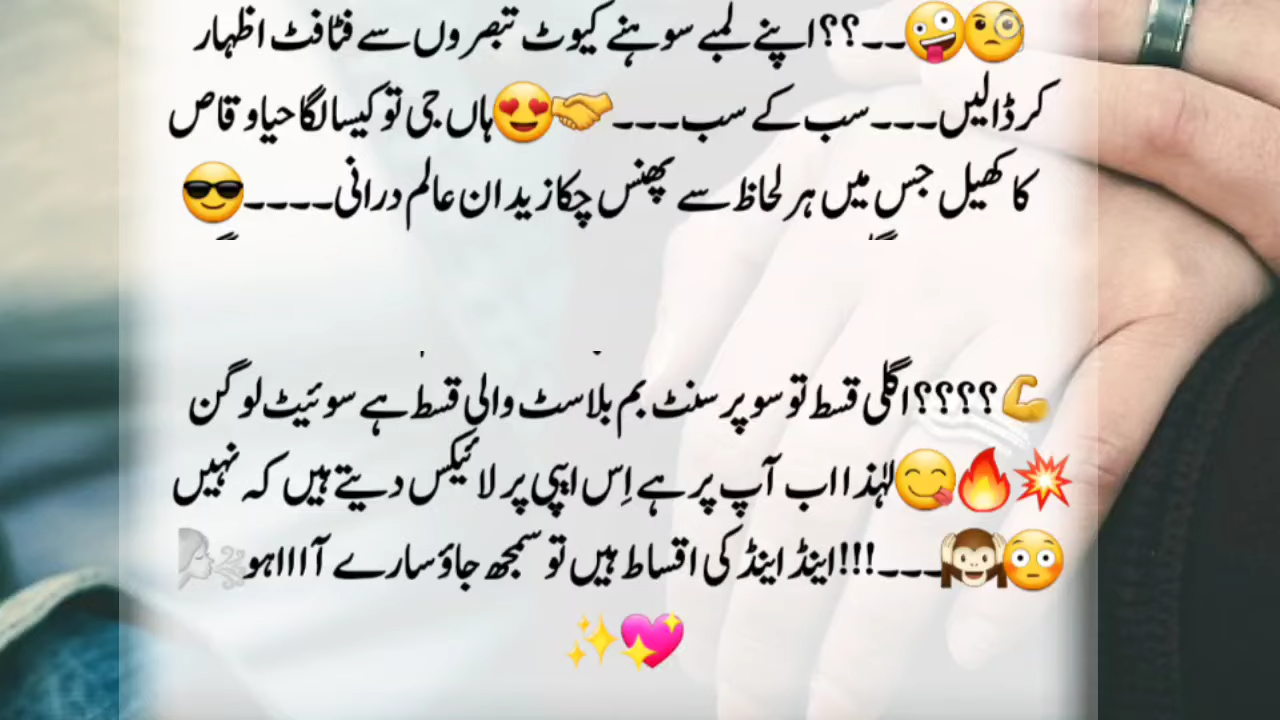 🧐🤪۔۔؟؟اپنے لمبے سوہنے کیوٹ تبصروں سے فٹافٹ اظہار
کرڈالیں۔۔۔سب کے سب۔۔۔🤝😍ہاں جی تو کیسا لگا حیا وقاص
کا کھیل جس میں ہر لحاظ سے پھنس چکا زیدان عالم درانی۔۔۔۔😎
💪؟؟؟؟اگلی قسط تو سو پرسنٹ بم بلاسٹ والی قسط ہے سوئیٹ لوگن
💥🔥😋لہٰذا اب آپ پر ہے اِس ایپی پر لائیکس دیتے ہیں کہ نہیں
😳🙉۔۔۔!!!اینڈ اینڈ کی اقساط ہیں تو سمجھ جاؤ سارے آااااہو🌬
💖✨